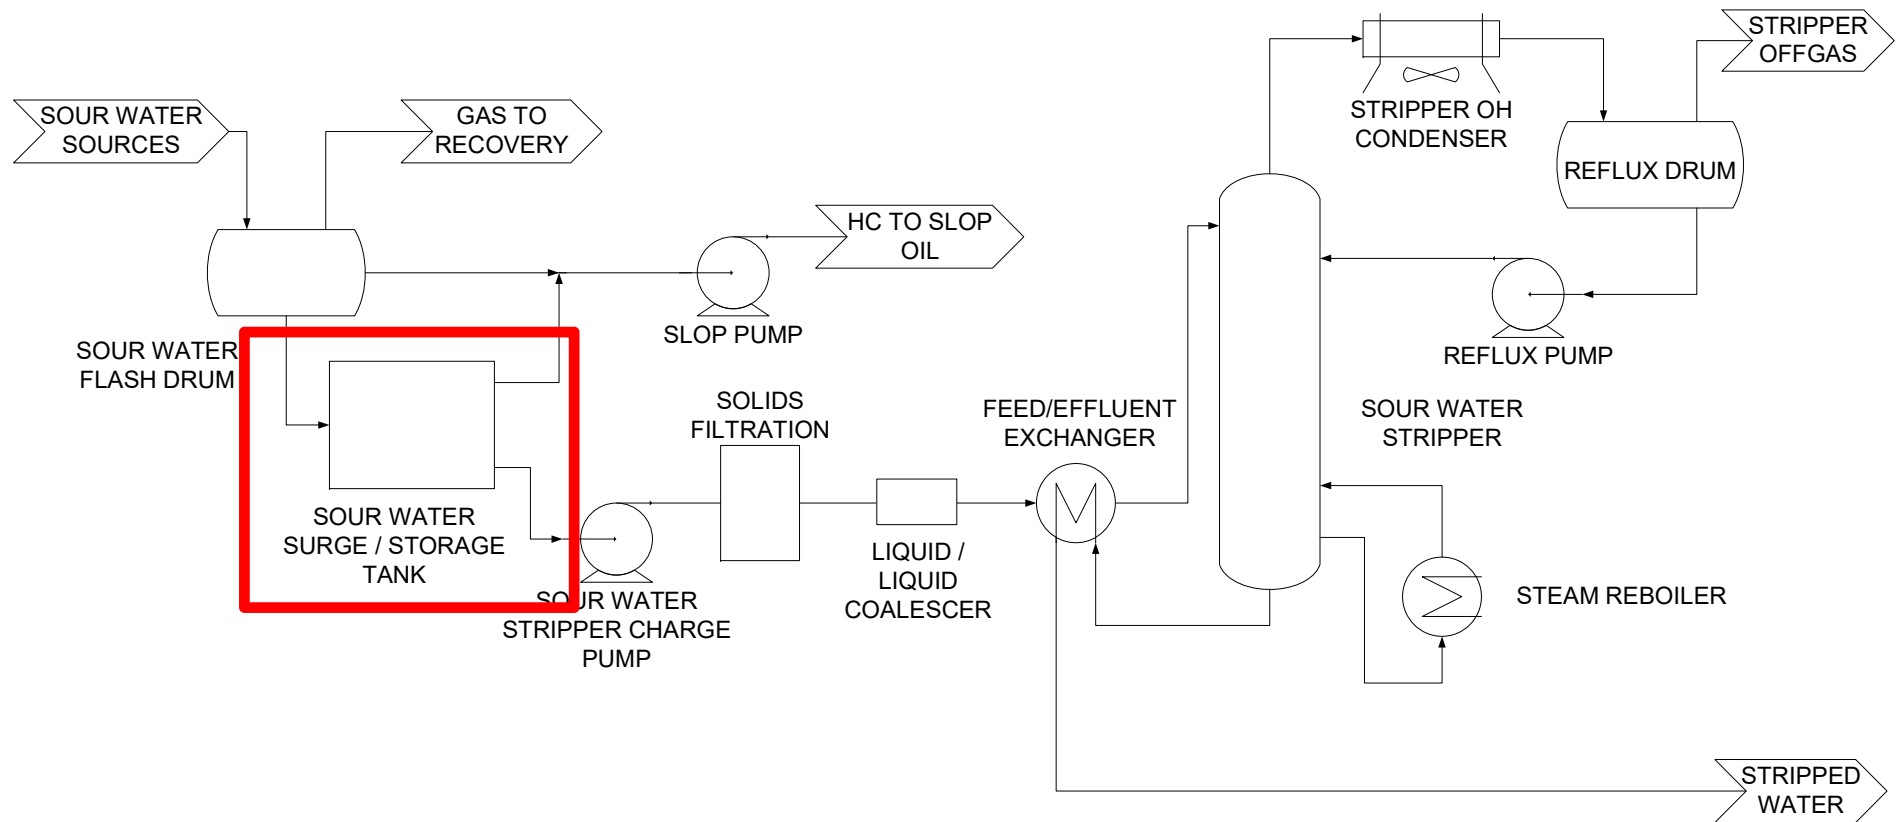 STRIPPER
OFFGAS
SOUR WATER
SOURCES
GAS TO
RECOVERY
STRIPPER OH
CONDENSER
REFLUX DRUM
HC TO SLOP
OIL
SLOP PUMP
REFLUX PUMP
SOUR WATER
FLASH DRUM
SOLIDS
FILTRATION
FEED/EFFLUENT
EXCHANGER
SOUR WATER
STRIPPER
SOUR WATER
SURGE / STORAGE
TANK
LIQUID /
LIQUID
COALESCER
STEAM REBOILER
SOUR WATER
STRIPPER CHARGE
PUMP
STRIPPED
WATER